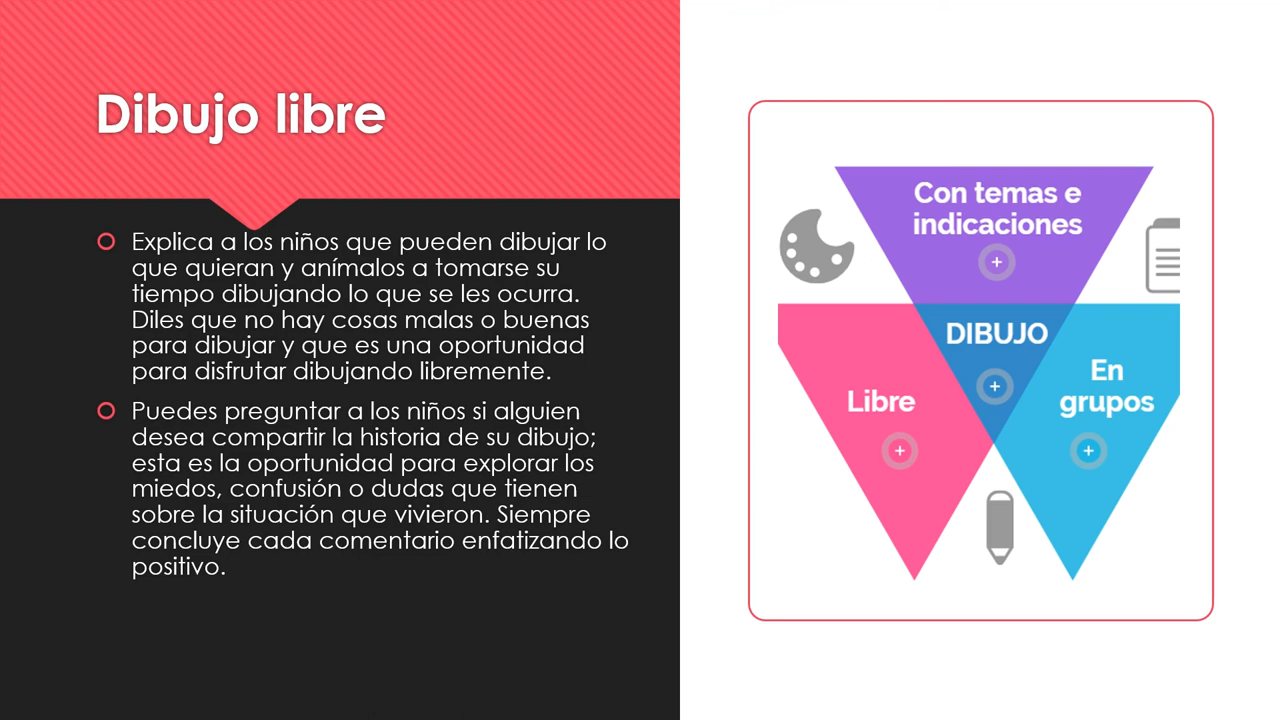 Dibujo libre
Explica a los niños que pueden dibujar lo
que quieran y anímalos a tomarse su
tiempo dibujando lo que se les ocurra.
Diles que no hay cosas malas o buenas
para dibujar y que es una oportunidad
para disfrutar dibujando libremente.
Puedes preguntar a los niños si alguien
desea compartir la historia de su dibujo;
esta es la oportunidad para explorar los
miedos, confusión o dudas que tienen
sobre la situación que vivieron. Siempre
concluye cada comentario enfatizando lo
positivo.
Con temas e
indicaciones
DIBUJO
Libre
En
grupos